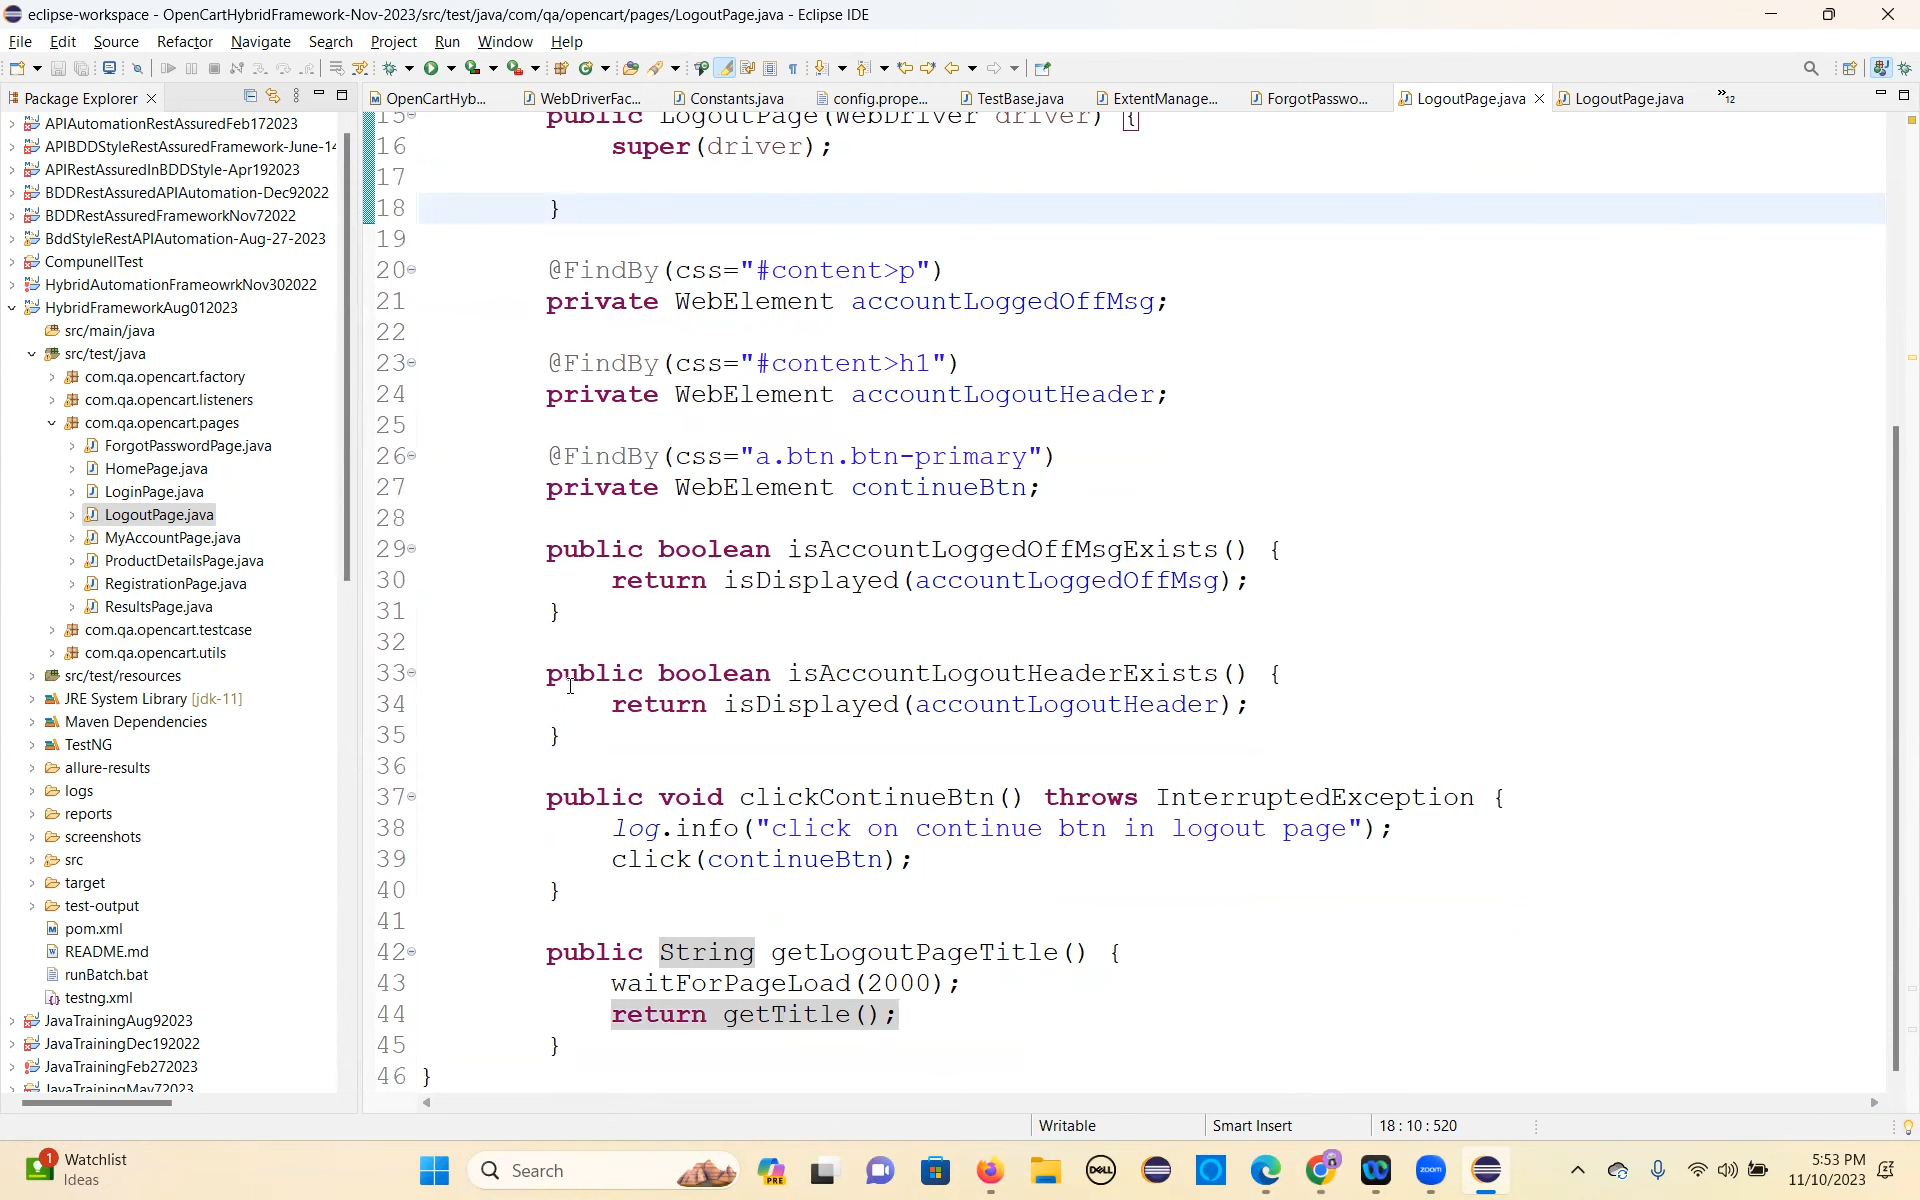 eclipse-workspace - OpenCartHybridFramework-Nov-2023/src/test/java/com/qa/opencart/pages/LogoutPage.java - Eclipse IDE
File Edit Source Refactor Navigate Search Project Run Window Help
Package Explorer
OpenCartHyb... WebDriverFac... Constants.java config.prope... TestBase.java ExtentManage... ForgotPasswo... LogoutPage.java LogoutPage.java »12
APIAutomationRestAssuredFeb172023
APIBDDStyleRestAssuredFramework-June-14
APIRestAssuredInBDDStyle-Apr192023
BDDRestAssuredAPIAutomation-Dec92022
BDDRestAssuredFrameworkNov72022
BddStyleRestAPIAutomation-Aug-27-2023
CompunellTest
HybridAutomationFrameowrkNov302022
HybridFrameworkAug012023
src/main/java
src/test/java
com.qa.opencart.factory
com.qa.opencart.listeners
com.qa.opencart.pages
ForgotPasswordPage.java
HomePage.java
LoginPage.java
LogoutPage.java
MyAccountPage.java
ProductDetailsPage.java
RegistrationPage.java
ResultsPage.java
com.qa.opencart.testcase
com.qa.opencart.utils
src/test/resources
JRE System Library [jdk-11]
Maven Dependencies
TestNG
allure-results
logs
reports
screenshots
src
target
test-output
pom.xml
README.md
runBatch.bat
testng.xml
JavaTrainingAug92023
JavaTrainingDec192022
JavaTrainingFeb272023
JavaTrainingMay72023
15 public LogoutPage(WebDriver driver) {
16 super(driver);
17
18 }
19
20 @FindBy(css="#content>p")
21 private WebElement accountLoggedOffMsg;
22
23 @FindBy(css="#content>h1")
24 private WebElement accountLogoutHeader;
25
26 @FindBy(css="a.btn.btn-primary")
27 private WebElement continueBtn;
28
29 public boolean isAccountLoggedOffMsgExists() {
30 return isDisplayed(accountLoggedOffMsg);
31 }
32
33 public boolean isAccountLogoutHeaderExists() {
34 return isDisplayed(accountLogoutHeader);
35 }
36
37 public void clickContinueBtn() throws InterruptedException {
38 log.info("click on continue btn in logout page");
39 click(continueBtn);
40 }
41
42 public String getLogoutPageTitle() {
43 waitForPageLoad(2000);
44 return getTitle();
45 }
46 }
Writable Smart Insert 18 : 10 : 520
1 Watchlist
Ideas
Search
PRE
DELL
zoom
5:53 PM
11/10/2023